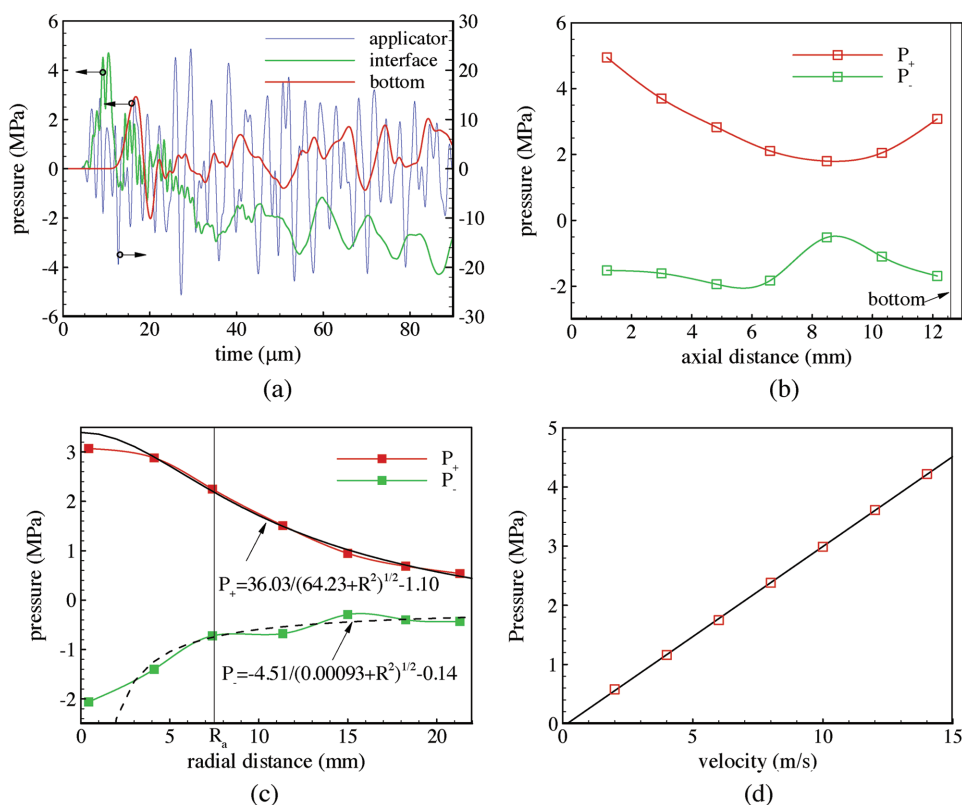 6
4
2
0
-2
-4
-6
30
20
10
0
-10
-20
-30
0
20
40
60
80
pressure (MPa)
time (μm)
applicator
interface
bottom
(a)
6
4
2
0
-2
0
2
4
6
8
10
12
pressure (MPa)
axial distance (mm)
P+
P-
bottom
(b)
3
2
1
0
-1
-2
0
5
Ra
10
15
20
pressure (MPa)
radial distance (mm)
P+
P-
P+=36.03/(64.23+R²)^1/2-1.10
P-=-4.51/(0.00093+R²)^1/2-0.14
(c)
5
4
3
2
1
0
0
5
10
15
Pressure (MPa)
velocity (m/s)
(d)